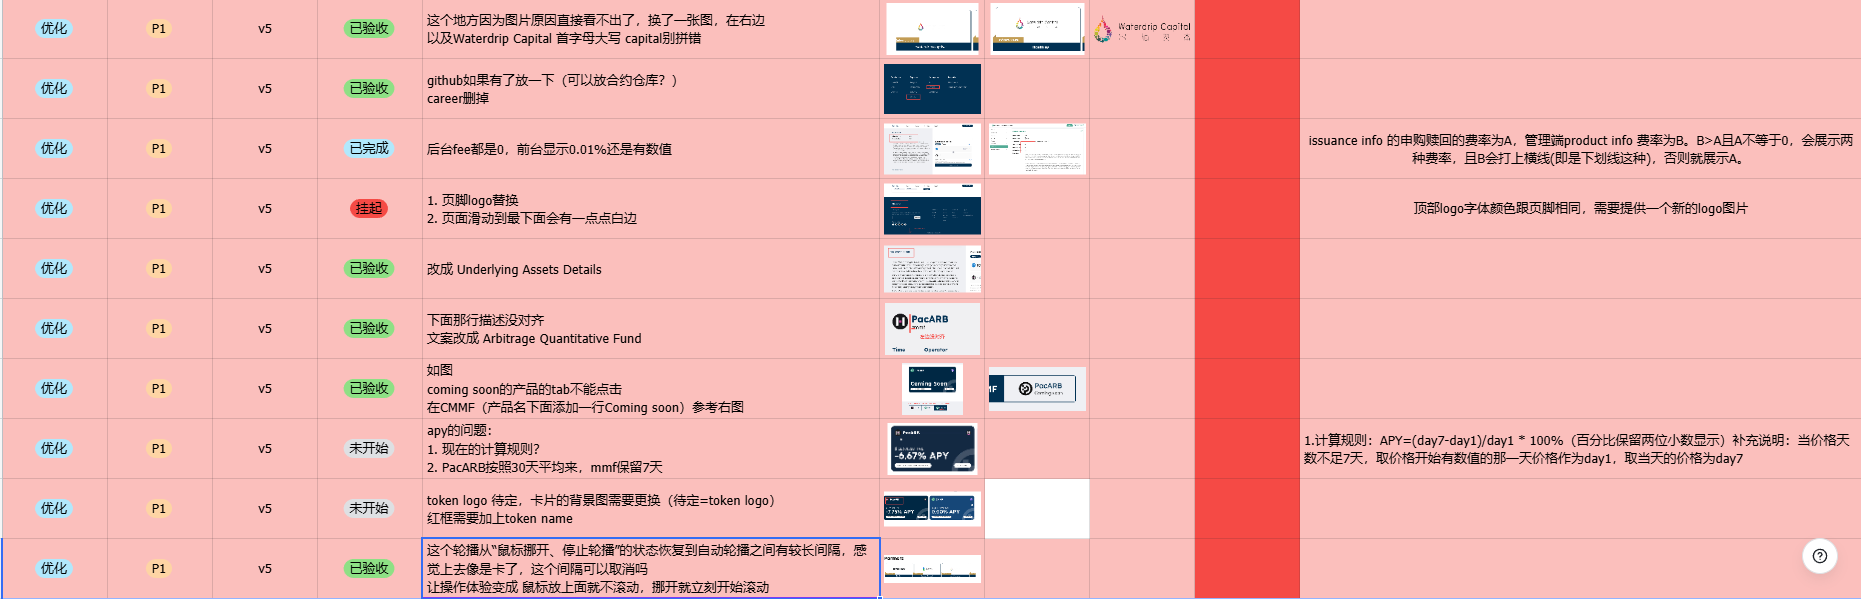 优化 P1 v5 已验收
这个地方因为图片原因直接看不出了，换了一张图，在右边
以及Waterdrip Capital 首字母大写 capital别拼错
Waterdrip Capital
优化 P1 v5 已验收
github如果有了放一下（可以放合约仓库？）
career删掉
优化 P1 v5 已完成
后台fee都是0，前台显示0.01%还是有数值
issuance info 的申购赎回的费率为A，管理端product info 费率为B。B>A且A不等于0，会展示两
种费率，且B会打上横线(即是下划线这种)，否则就展示A。
优化 P1 v5 挂起
1. 页脚logo替换
2. 页面滑动到最下面会有一点点白边
顶部logo字体颜色跟页脚相同，需要提供一个新的logo图片
优化 P1 v5 已验收
改成 Underlying Assets Details
优化 P1 v5 已验收
下面那行描述没对齐
文案改成 Arbitrage Quantitative Fund
PacARB
Time Operator
优化 P1 v5 已验收
如图
coming soon的产品的tab不能点击
在CMMF（产品名下面添加一行Coming soon）参考右图
Coming Soon
MF
PacARB
Coming soon
优化 P1 v5 未开始
apy的问题：
1. 现在的计算规则？
2. PacARB按照30天平均来，mmf保留7天
PacARB
-6.67% APY
1.计算规则：APY=(day7-day1)/day1 * 100%（百分比保留两位小数显示）补充说明：当价格天
数不足7天，取价格开始有数值的那一天价格作为day1，取当天的价格为day7
优化 P1 v5 未开始
token logo 待定，卡片的背景图需要更换（待定=token logo）
红框需要加上token name
优化 P1 v5 已验收
这个轮播从“鼠标挪开、停止轮播”的状态恢复到自动轮播之间有较长间隔，感
觉上去像是卡了，这个间隔可以取消吗
让操作体验变成 鼠标放上面就不滚动，挪开就立刻开始滚动
Partners